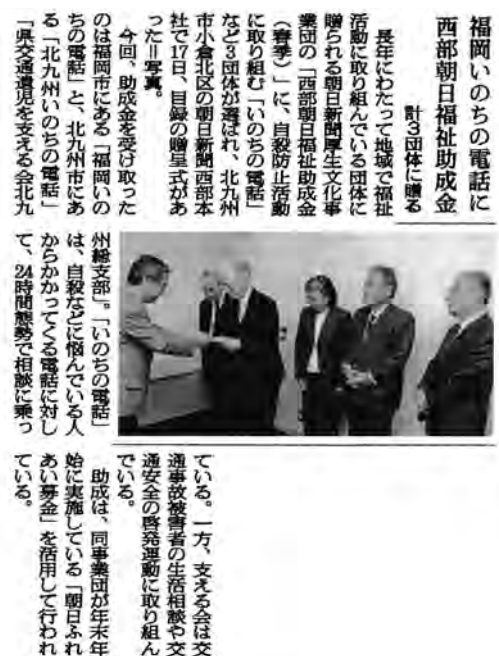 福岡いのちの電話に
西部朝日福祉助成金
計3団体に贈る
長年にわたって地域で福祉
活動に取り組んでいる団体に
贈られる朝日新聞厚生文化事
業団の「西部朝日福祉助成金
（春季）」に、自殺防止活動
に取り組む「いのちの電話」
など3団体が選ばれ、北九州
市小倉北区の朝日新聞西部本
社で17日、目録の贈呈式があ
った＝写真。
今回、助成金を受け取った
のは福岡市にある「福岡いの
ちの電話」と、北九州市にあ
る「北九州いのちの電話」
「県交通遺児を支える会北九
州総支部」。「いのちの電話」
は、自殺などに悩んでいる人
からかかってくる電話に対し
て、24時間態勢で相談に乗っ
ている。一方、支える会は交
通事故被害者の生活相談や交
通安全の啓発運動に取り組ん
でいる。
助成は、同事業団が年末年
始に実施している「朝日ふれ
あい募金」を活用して行われ
ている。